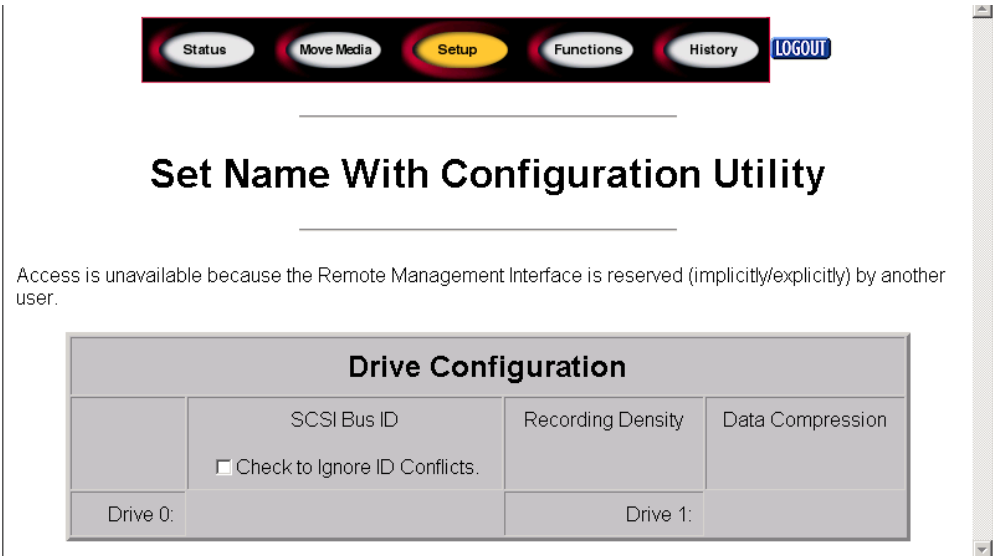 Status
Move Media
Setup
Functions
History
LOGOUT
Set Name With Configuration Utility
Access is unavailable because the Remote Management Interface is reserved (implicitly/explicitly) by another
user.
Drive Configuration
SCSI Bus ID
Check to Ignore ID Conflicts.
Recording Density
Data Compression
Drive 0:
Drive 1: